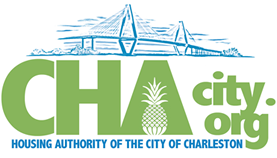 CHA city.
org
HOUSING AUTHORITY OF THE CITY OF CHARLESTON